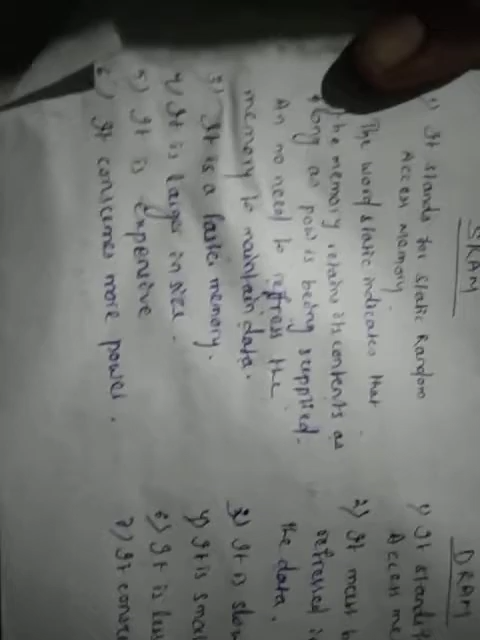 SRAM
1) It stands for static Random
Access Memory
The word static indicates that
the memory retains its contents as
long as pow is being supplied.
An no need to refress the
memory to maintain data.
3) It is a faster memory.
4) It is larger in size.
5) It is expensive
6) It consumes more power.
DRAM
1) It stands
Access me
2) It must
refressed
the data.
3) It is slow
4) It is smal
6) It is les
7) It consu